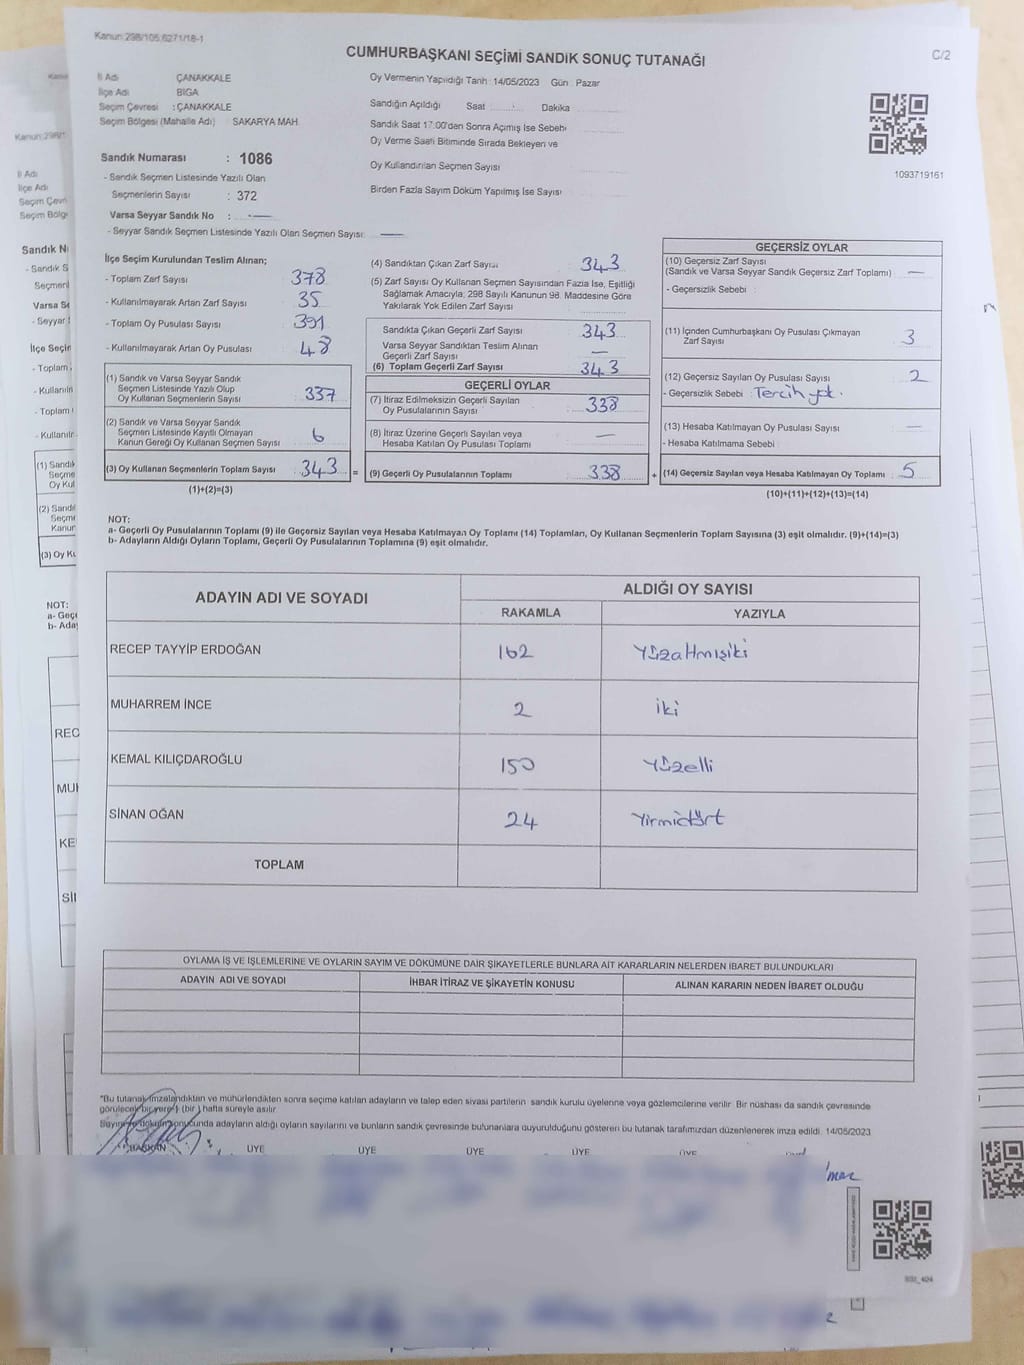 Kanun:298/105.6271/18-1
CUMHURBAŞKANI SEÇİMİ SANDIK SONUÇ TUTANAĞI
C/2
İl Adı ÇANAKKALE
İlçe Adı BİGA
Seçim Çevresi : ÇANAKKALE
Seçim Bölgesi (Mahalle Adı) SAKARYA MAH.
Oy Vermenin Yapıldığı Tarih 14/05/2023 Gün Pazar
Sandığın Açıldığı Saat Dakika
Sandık Saat 17:00'den Sonra Açımış İse Sebebi
Oy Verme Saati Bitiminde Sırada Bekleyen ve
Oy Kullandırılan Seçmen Sayısı
Birden Fazla Sayım Döküm Yapılmış İse Sayısı
1093719161
Sandık Numarası : 1086
- Sandık Seçmen Listesinde Yazılı Olan
Seçmenlerin Sayısı : 372
Varsa Seyyar Sandık No : —
- Seyyar Sandık Seçmen Listesinde Yazılı Olan Seçmen Sayısı: —
İlçe Seçim Kurulundan Teslim Alınan;
- Toplam Zarf Sayısı 378
- Kullanılmayarak Artan Zarf Sayısı 35
- Toplam Oy Pusulası Sayısı 391
- Kullanılmayarak Artan Oy Pusulası 48
(1) Sandık ve Varsa Seyyar Sandık
Seçmen Listesinde Yazılı Olup
Oy Kullanan Seçmenlerin Sayısı 337
(2) Sandık ve Varsa Seyyar Sandık
Seçmen Listesinde Kayıtlı Olmayan
Kanun Gereği Oy Kullanan Seçmen Sayısı 6
(3) Oy Kullanan Seçmenlerin Toplam Sayısı 343 =
(1)+(2)=(3)
(4) Sandıktan Çıkan Zarf Sayısı 343
(5) Zarf Sayısı Oy Kullanan Seçmen Sayısından Fazla İse, Eşitliği
Sağlamak Amacıyla, 298 Sayılı Kanunun 98. Maddesine Göre
Yakılarak Yok Edilen Zarf Sayısı
Sandıkta Çıkan Geçerli Zarf Sayısı 343
Varsa Seyyar Sandıktan Teslim Alınan
Geçerli Zarf Sayısı —
(6) Toplam Geçerli Zarf Sayısı 343
GEÇERLİ OYLAR
(7) İtiraz Edilmeksizin Geçerli Sayılan
Oy Pusulalarının Sayısı 338
(8) İtiraz Üzerine Geçerli Sayılan veya
Hesaba Katılan Oy Pusulası Toplamı —
(9) Geçerli Oy Pusulalarının Toplamı 338 +
GEÇERSİZ OYLAR
(10) Geçersiz Zarf Sayısı
(Sandık ve Varsa Seyyar Sandık Geçersiz Zarf Toplamı) —
- Geçersizlik Sebebi :
(11) İçinden Cumhurbaşkanı Oy Pusulası Çıkmayan
Zarf Sayısı 3
(12) Geçersiz Sayılan Oy Pusulası Sayısı 2
- Geçersizlik Sebebi : Tercih yok.
(13) Hesaba Katılmayan Oy Pusulası Sayısı —
- Hesaba Katılmama Sebebi
(14) Geçersiz Sayılan veya Hesaba Katılmayan Oy Toplamı 5
(10)+(11)+(12)+(13)=(14)
NOT:
a- Geçerli Oy Pusulalarının Toplamı (9) ile Geçersiz Sayılan veya Hesaba Katılmayan Oy Toplamı (14) Toplamları, Oy Kullanan Seçmenlerin Toplam Sayısına (3) eşit olmalıdır. (9)+(14)=(3)
b- Adayların Aldığı Oyların Toplamı, Geçerli Oy Pusulalarının Toplamına (9) eşit olmalıdır.
ADAYIN ADI VE SOYADI
ALDIĞI OY SAYISI
RAKAMLA YAZIYLA
RECEP TAYYİP ERDOĞAN 162 Yüzaltmışiki
MUHARREM İNCE 2 iki
KEMAL KILIÇDAROĞLU 150 Yüzelli
SİNAN OĞAN 24 Yirmidört
TOPLAM
OYLAMA İŞ VE İŞLEMLERİNE VE OYLARIN SAYIM VE DÖKÜMÜNE DAİR ŞİKAYETLERLE BUNLARA AİT KARARLARIN NELERDEN İBARET BULUNDUKLARI
ADAYIN ADI VE SOYADI İHBAR İTİRAZ VE ŞİKAYETİN KONUSU ALINAN KARARIN NEDEN İBARET OLDUĞU
"Bu tutanak imzalandıktan ve mühürlendikten sonra seçime katılan adayların ve talep eden siyasi partilerin sandık kurulu üyelerine veya gözlemcilerine verilir. Bir nüshası da sandık çevresinde
görülecek bir yere 1 (bir) hafta süreyle asılır.
Sayım ve döküm sonucunda adayların aldığı oyların sayılarını ve bunların sandık çevresinde bulunanlara duyurulduğunu gösteren bu tutanak tarafımızdan düzenlenerek imza edildi. 14/05/2023
BAŞKAN ÜYE ÜYE ÜYE ÜYE ÜYE